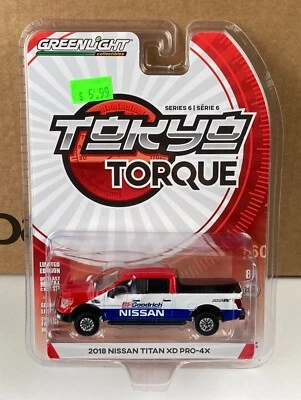 GREENLIGHT
collectibles
$ 5.99
SERIES 6 | SÉRIE 6
TOKYO
TORQUE
LIMITED
EDITION
BFGoodrich
NISSAN
2018 NISSAN TITAN XD PRO-4X